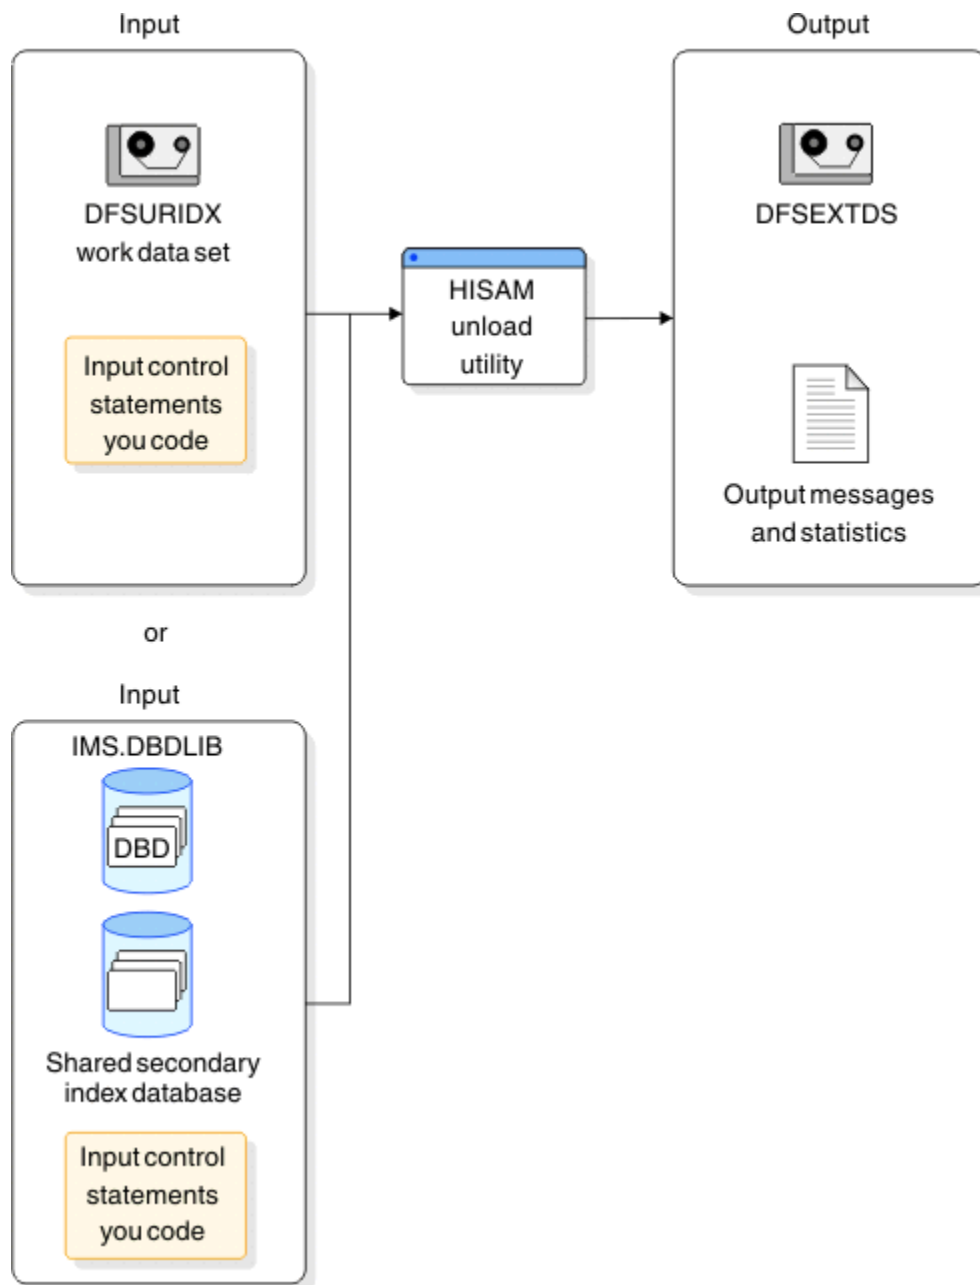 Input
DFSURIDX
work data set
Input control
statements
you code
or
Input
IMS.DBDLIB
DBD
Shared secondary
index database
Input control
statements
you code
HISAM
unload
utility
Output
DFSEXTDS
Output messages
and statistics